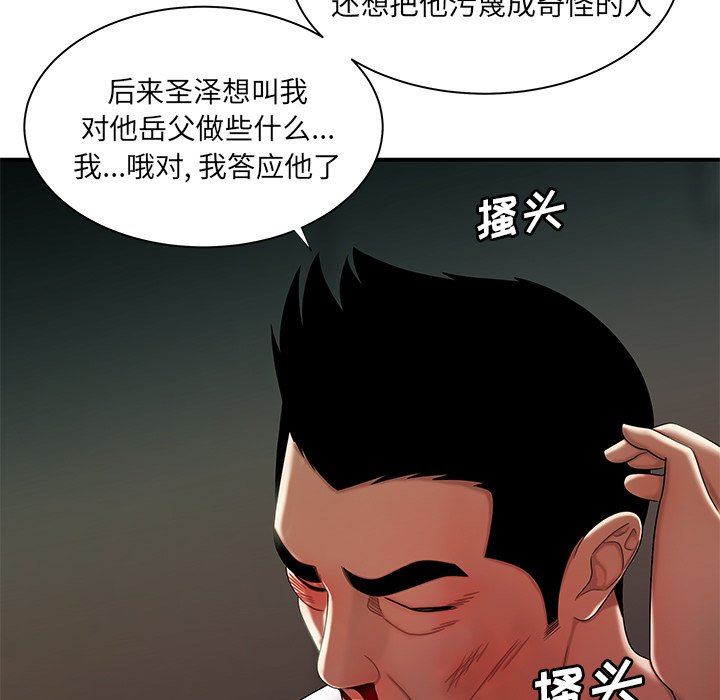 还想把他污蔑成奇怪的人
后来圣泽想叫我
对他岳父做些什么...
我...哦对, 我答应他了
搔头
搔头